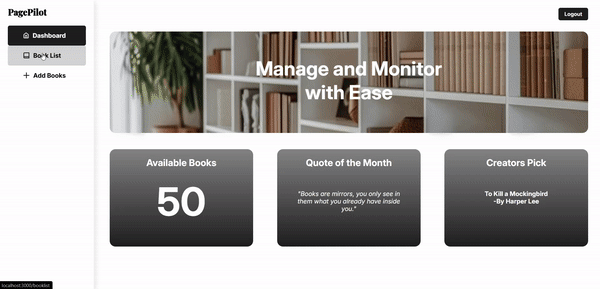 PagePilot
Logout
Dashboard
Book List
Add Books
Manage and Monitor
with Ease
Available Books
50
Quote of the Month
"Books are mirrors, you only see in
them what you already have inside
you."
Creators Pick
To Kill a Mockingbird
-By Harper Lee
localhost:3000/booklist